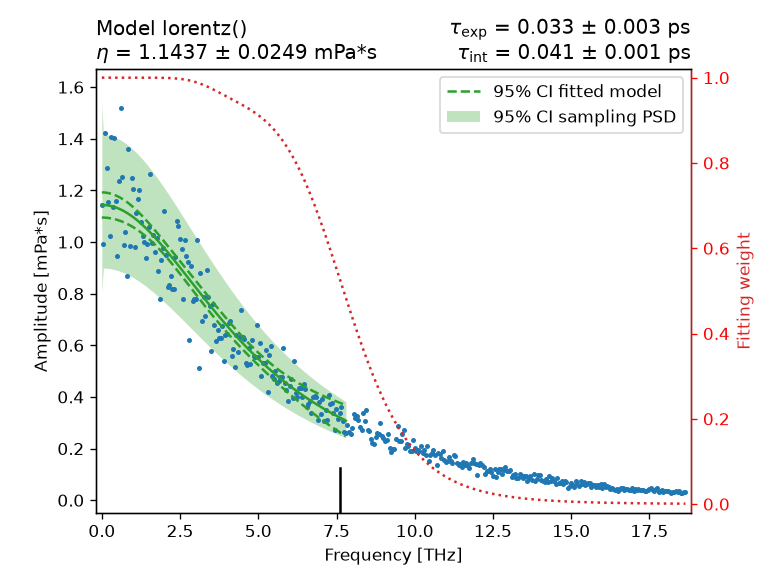 Model lorentz()
η = 1.1437 ± 0.0249 mPa*s
τexp = 0.033 ± 0.003 ps
τint = 0.041 ± 0.001 ps
95% CI fitted model
95% CI sampling PSD
Amplitude [mPa*s]
1.6
1.4
1.2
1.0
0.8
0.6
0.4
0.2
0.0
1.0
0.8
0.6
0.4
0.2
0.0
Fitting weight
0.0 2.5 5.0 7.5 10.0 12.5 15.0 17.5
Frequency [THz]